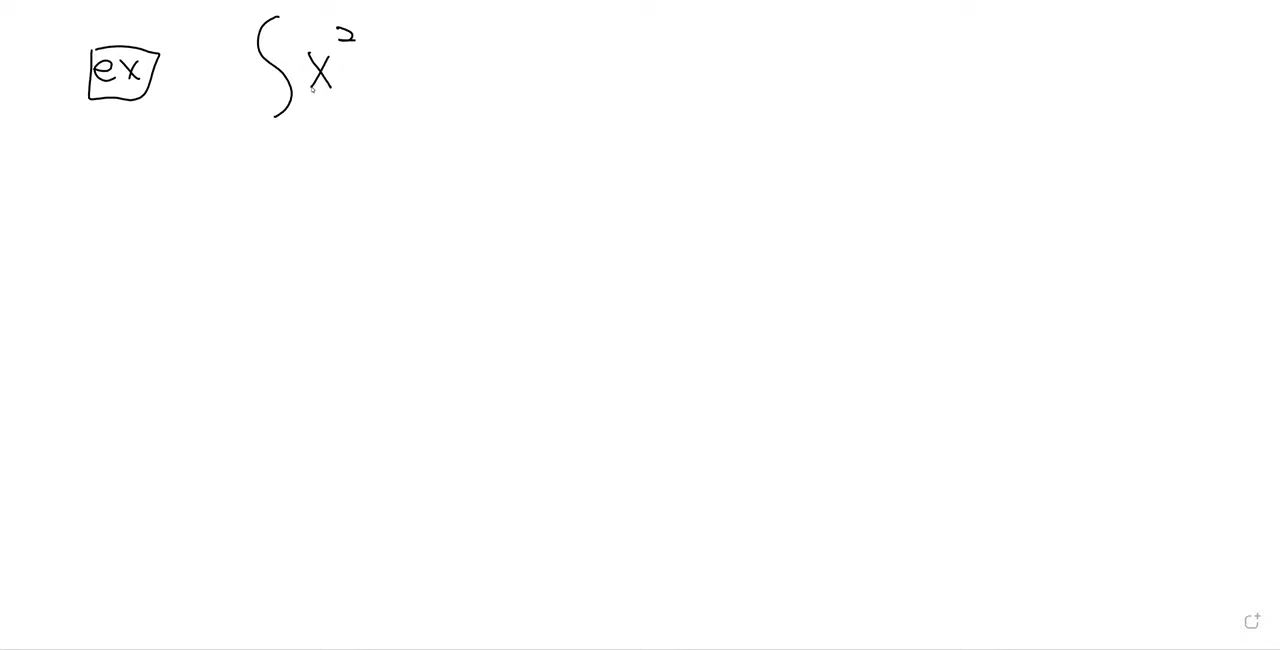 ex ∫ x²